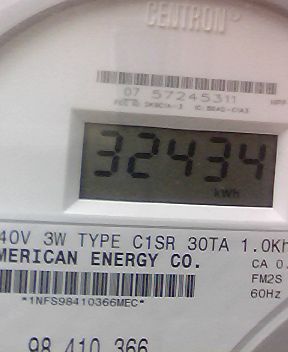 CENTRON®
07 57245311
32434
kWh
40V 3W TYPE C1SR 30TA 1.0Kh
MERICAN ENERGY CO.
CA 0.
FM2S
60Hz
*1NFS98410366MEC*
98 410 366